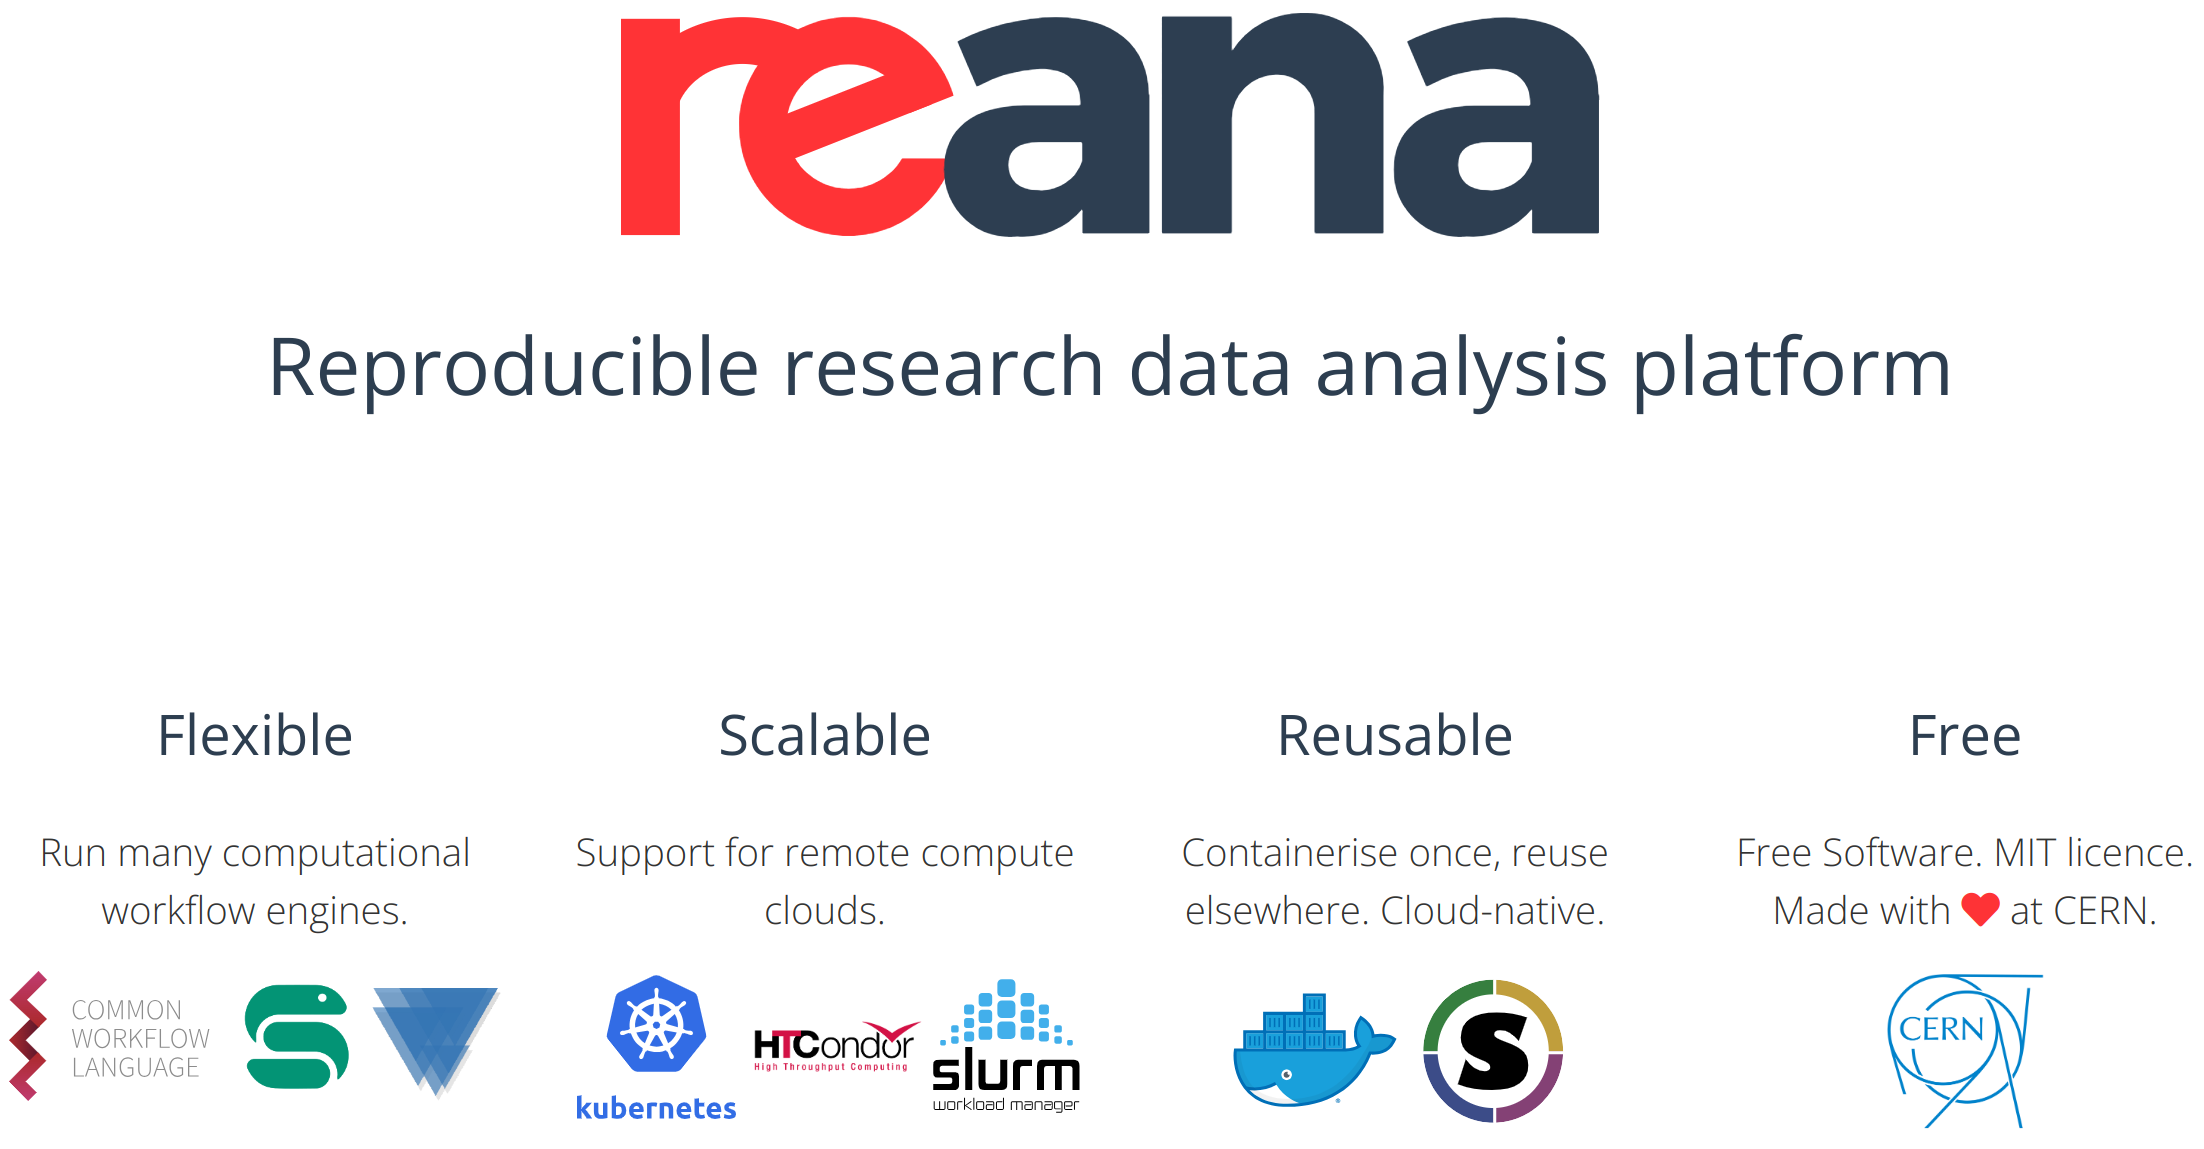 reana
Reproducible research data analysis platform
Flexible
Run many computational
workflow engines.
COMMON
WORKFLOW
LANGUAGE
Scalable
Support for remote compute
clouds.
kubernetes
HTCondor
High Throughput Computing
slurm
workload manager
Reusable
Containerise once, reuse
elsewhere. Cloud-native.
S
Free
Free Software. MIT licence.
Made with ❤ at CERN.
CERN